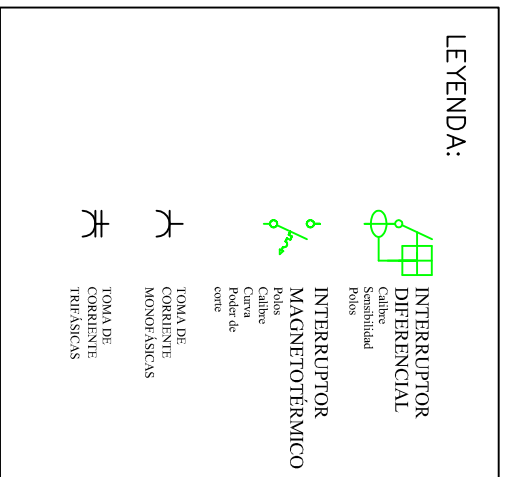 LEYENDA:
INTERRUPTOR
DIFERENCIAL
Calibre
Sensibilidad
Polos
INTERRUPTOR
MAGNETOTÉRMICO
Polos
Calibre
Curva
Poder de
corte
TOMA DE
CORRIENTE
MONOFÁSICAS
TOMA DE
CORRIENTE
TRIFÁSICAS